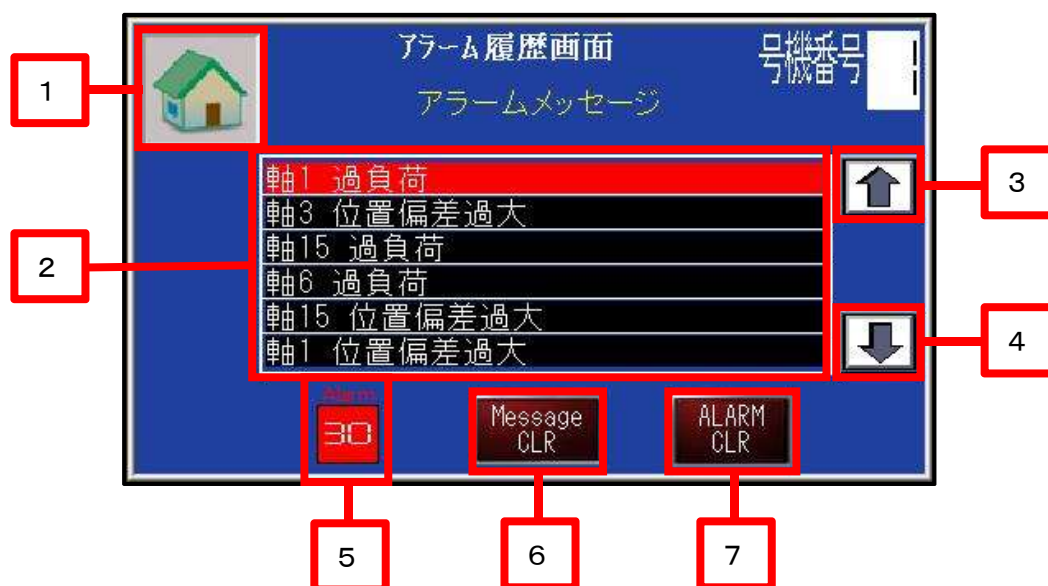 アラーム履歴画面
号機番号
アラームメッセージ
1
軸1 過負荷
軸3 位置偏差過大
軸15 過負荷
軸6 過負荷
軸15 位置偏差過大
軸1 位置偏差過大
3
2
4
Alarm
30
Message
CLR
ALARM
CLR
5
6
7